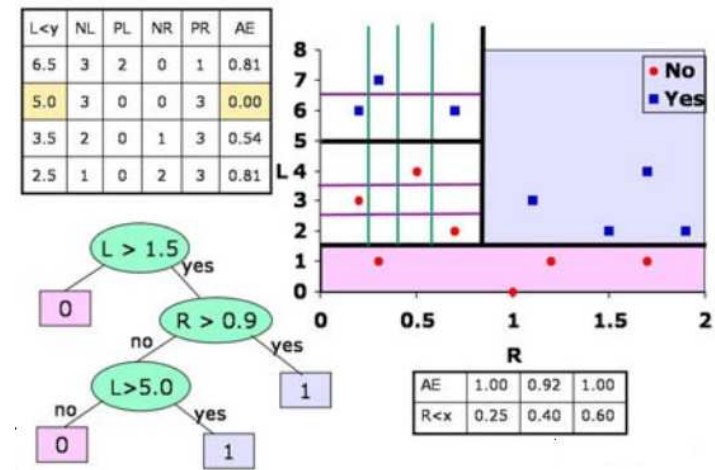 L<y NL PL NR PR AE
6.5 3 2 0 1 0.81
5.0 3 0 0 3 0.00
3.5 2 0 1 3 0.54
2.5 1 0 2 3 0.81
8
7
6
5
L 4
3
2
1
0
0 0.5 1 1.5 2
R
No
Yes
L > 1.5
yes
0
R > 0.9
no
yes
L>5.0
1
no
yes
0
1
AE 1.00 0.92 1.00
R<x 0.25 0.40 0.60